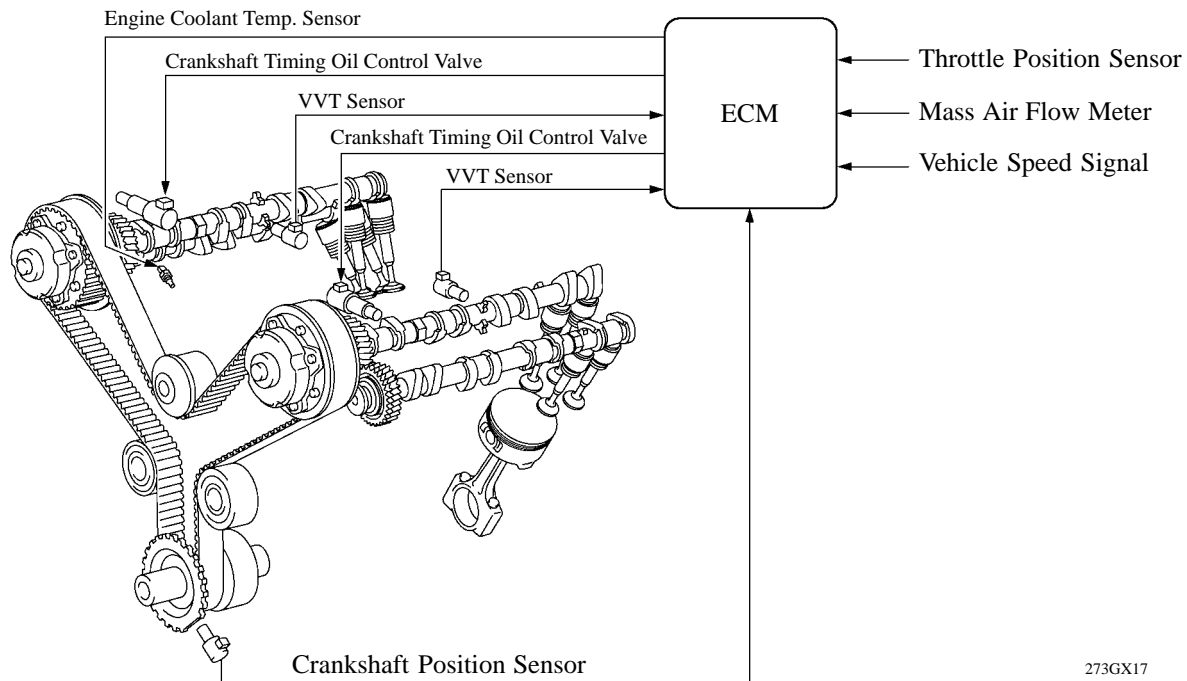 Engine Coolant Temp. Sensor
Crankshaft Timing Oil Control Valve
VVT Sensor
Crankshaft Timing Oil Control Valve
VVT Sensor
ECM
Throttle Position Sensor
Mass Air Flow Meter
Vehicle Speed Signal
Crankshaft Position Sensor
273GX17